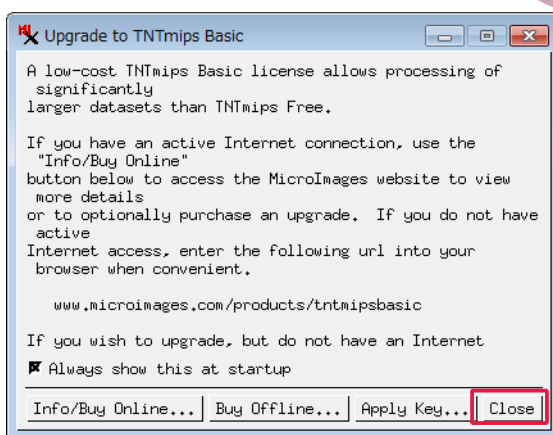 Upgrade to TNTmips Basic
A low-cost TNTmips Basic license allows processing of
significantly
larger datasets than TNTmips Free.
If you have an active Internet connection, use the
"Info/Buy Online"
button below to access the MicroImages website to view
more details
or to optionally purchase an upgrade.  If you do not have
active
Internet access, enter the following url into your
browser when convenient.
www.microimages.com/products/tntmipsbasic
If you wish to upgrade, but do not have an Internet
Always show this at startup
Info/Buy Online... Buy Offline... Apply Key... Close